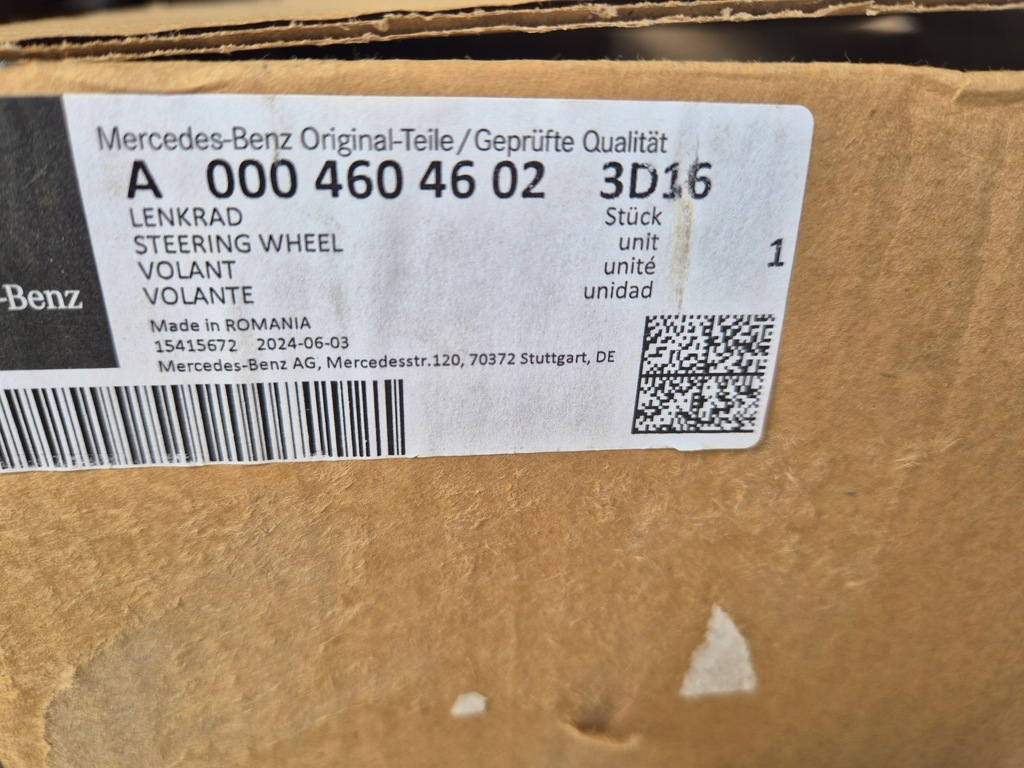 Mercedes-Benz Original-Teile/Geprüfte Qualität
A 000 460 46 02 3D16
LENKRAD Stück
STEERING WHEEL unit
VOLANT unité
VOLANTE unidad
1
-Benz
Made in ROMANIA
15415672 2024-06-03
Mercedes-Benz AG, Mercedesstr.120, 70372 Stuttgart, DE